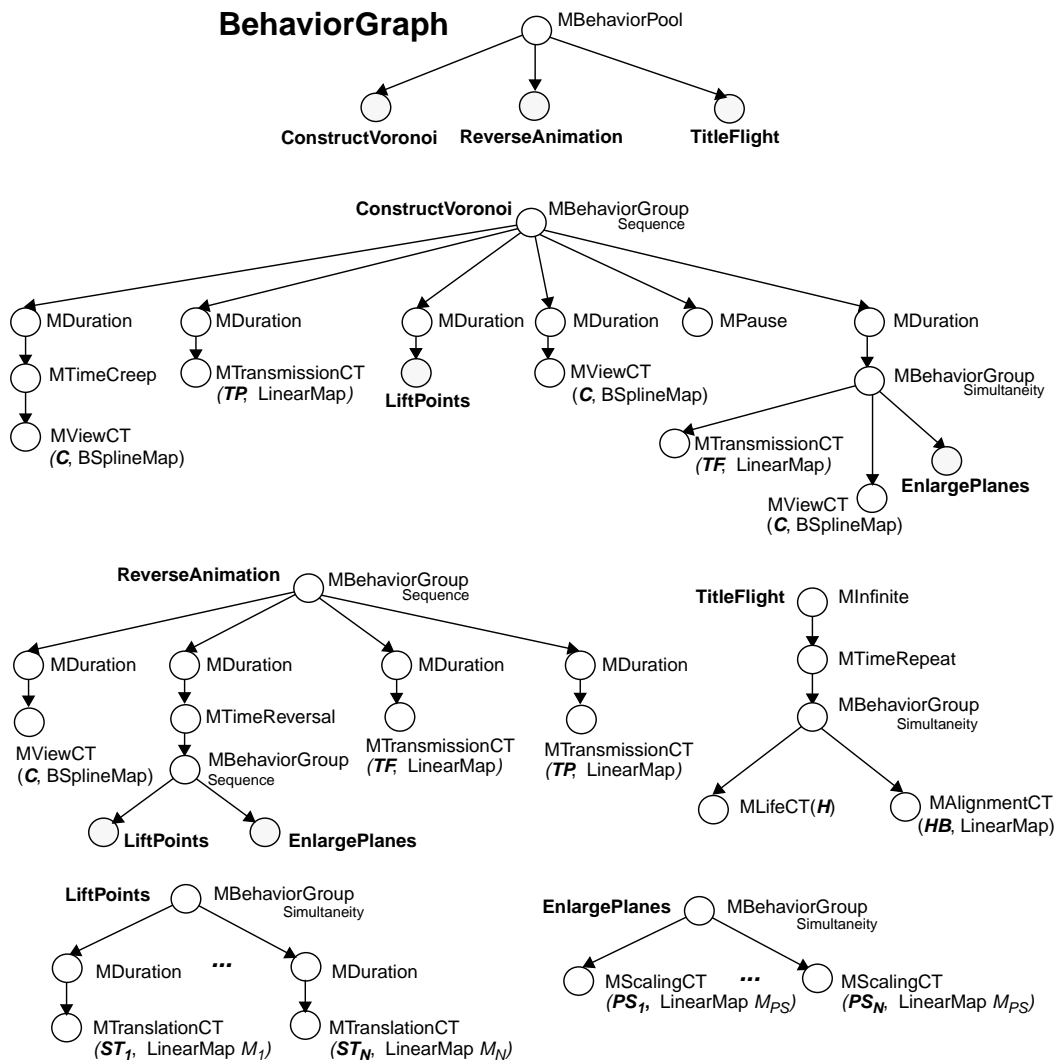 BehaviorGraph
MBehaviorPool
ConstructVoronoi
ReverseAnimation
TitleFlight
ConstructVoronoi
MBehaviorGroup
Sequence
MDuration
MDuration
MDuration
MDuration
MPause
MDuration
MTimeCreep
MTransmissionCT
(TP, LinearMap)
LiftPoints
MViewCT
(C, BSplineMap)
MBehaviorGroup
Simultaneity
MViewCT
(C, BSplineMap)
MTransmissionCT
(TF, LinearMap)
EnlargePlanes
MViewCT
(C, BSplineMap)
ReverseAnimation
MBehaviorGroup
Sequence
MDuration
MDuration
MDuration
MDuration
MViewCT
(C, BSplineMap)
MTimeReversal
MBehaviorGroup
Sequence
MTransmissionCT
(TF, LinearMap)
MTransmissionCT
(TP, LinearMap)
LiftPoints
EnlargePlanes
TitleFlight
MInfinite
MTimeRepeat
MBehaviorGroup
Simultaneity
MLifeCT(H)
MAlignmentCT
(HB, LinearMap)
LiftPoints
MBehaviorGroup
Simultaneity
MDuration
...
MDuration
MTranslationCT
(ST1, LinearMap M1)
MTranslationCT
(STN, LinearMap MN)
EnlargePlanes
MBehaviorGroup
Simultaneity
MScalingCT
(PS1, LinearMap MPS)
...
MScalingCT
(PSN, LinearMap MPS)